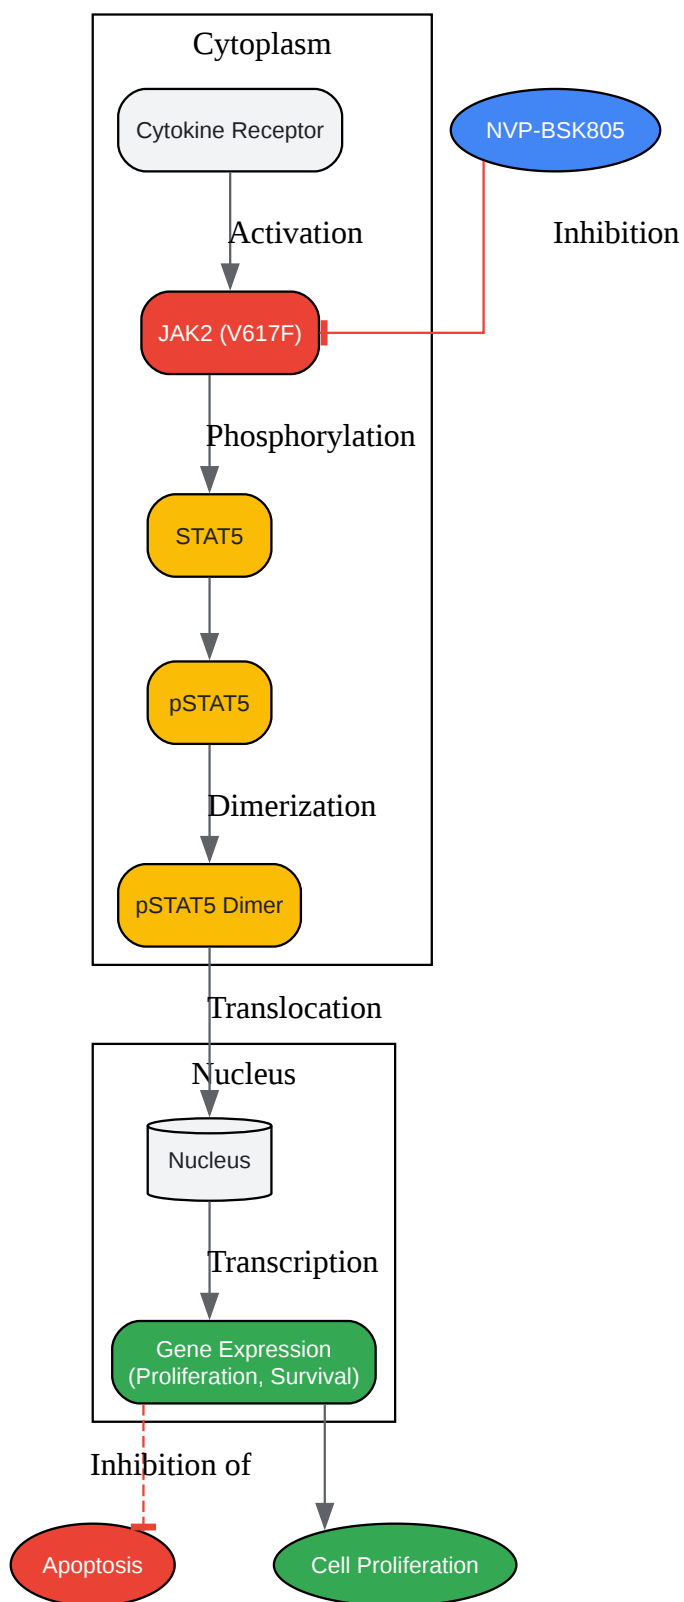 Cytoplasm
Cytokine Receptor
NVP-BSK805
Activation
Inhibition
JAK2 (V617F)
Phosphorylation
STAT5
pSTAT5
Dimerization
pSTAT5 Dimer
Translocation
Nucleus
Nucleus
Transcription
Gene Expression
(Proliferation, Survival)
Inhibition of
Apoptosis
Cell Proliferation